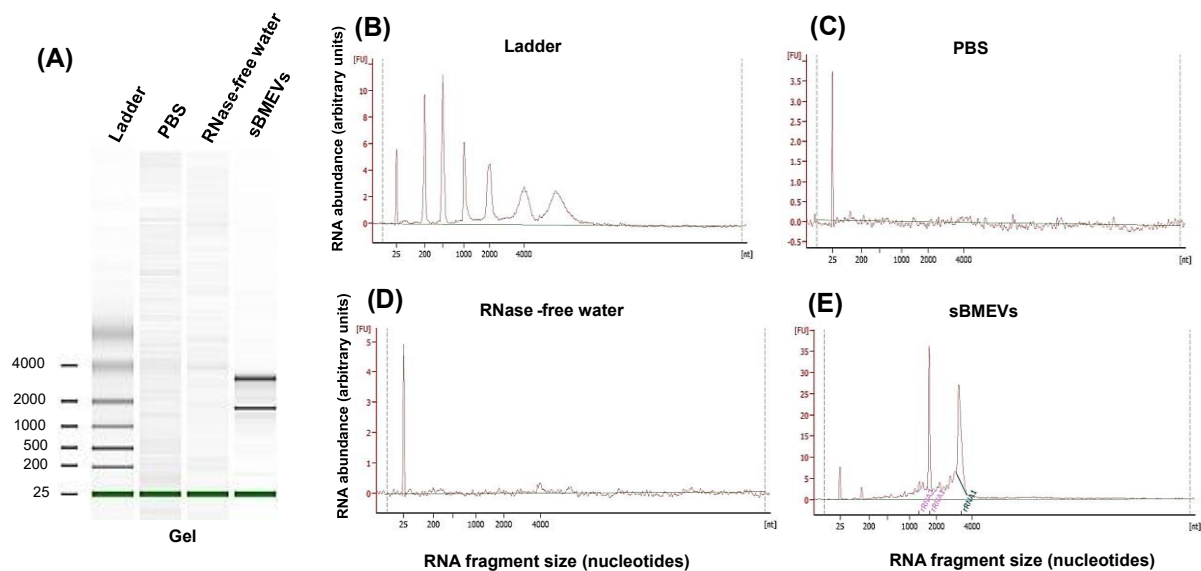 (A)
Ladder
PBS
RNase-free water
sBMEVs
4000
2000
1000
500
200
25
Gel
(B)
Ladder
RNA abundance (arbitrary units)
[FU]
10
8
6
4
2
0
25 200 1000 2000 4000 [nt]
(C)
PBS
[FU]
3.5
3.0
2.5
2.0
1.5
1.0
0.5
0.0
-0.5
25 200 1000 2000 4000 [nt]
(D)
RNase -free water
RNA abundance (arbitrary units)
[FU]
5
4
3
2
1
0
25 200 1000 2000 4000 [nt]
(E)
sBMEVs
[FU]
35
30
25
20
15
10
5
0
rRNA1
25 200 1000 2000 4000 [nt]
RNA fragment size (nucleotides)
RNA fragment size (nucleotides)